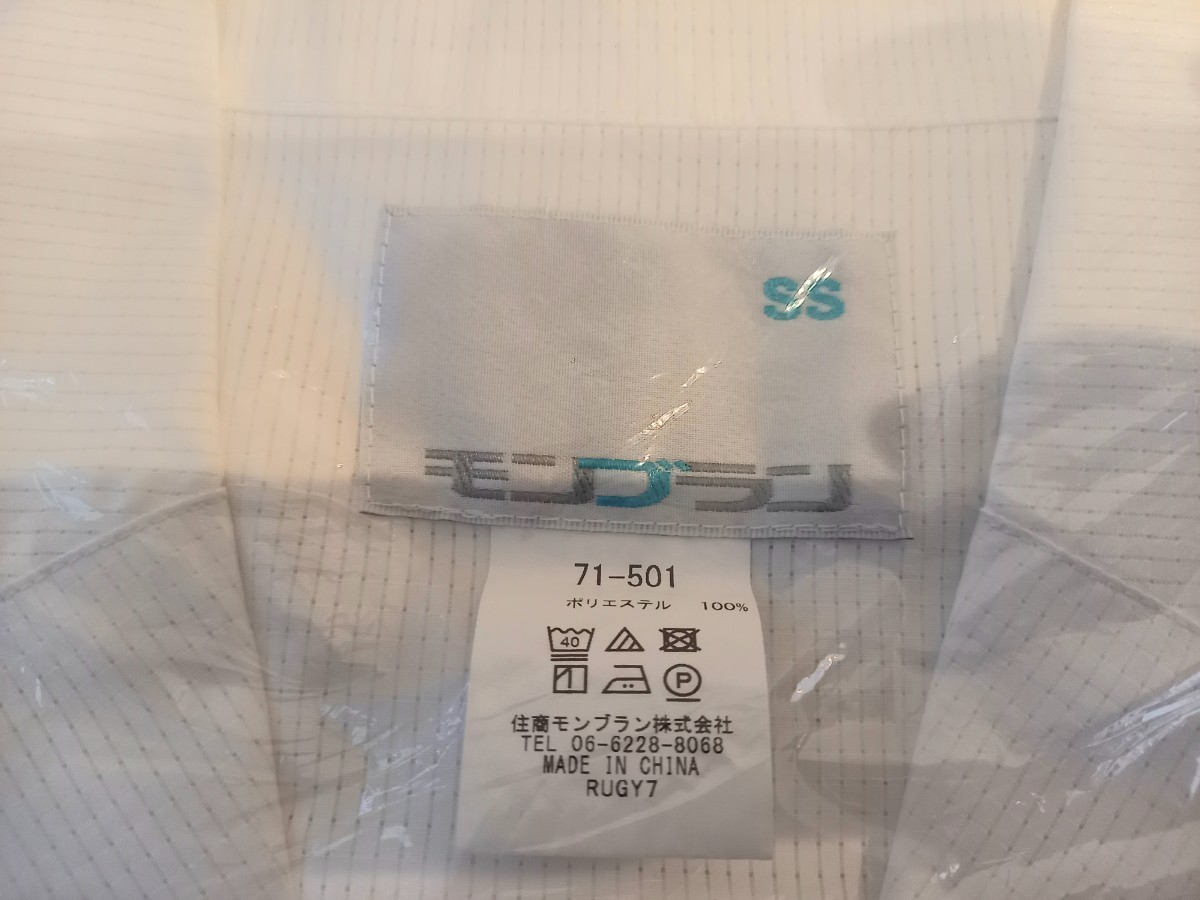 SS
モンブラン
71-501
ポリエステル 100%
40
P
住商モンブラン株式会社
TEL 06-6228-8068
MADE IN CHINA
RUGY7